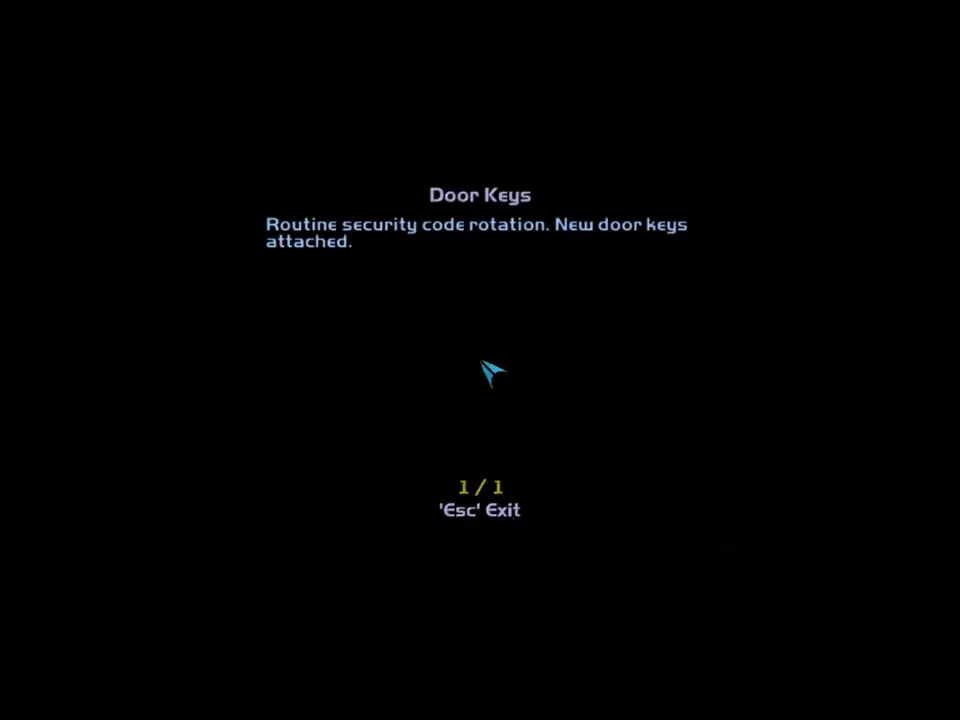 Door Keys
Routine security code rotation. New door keys
attached.
1 / 1
'Esc' Exit